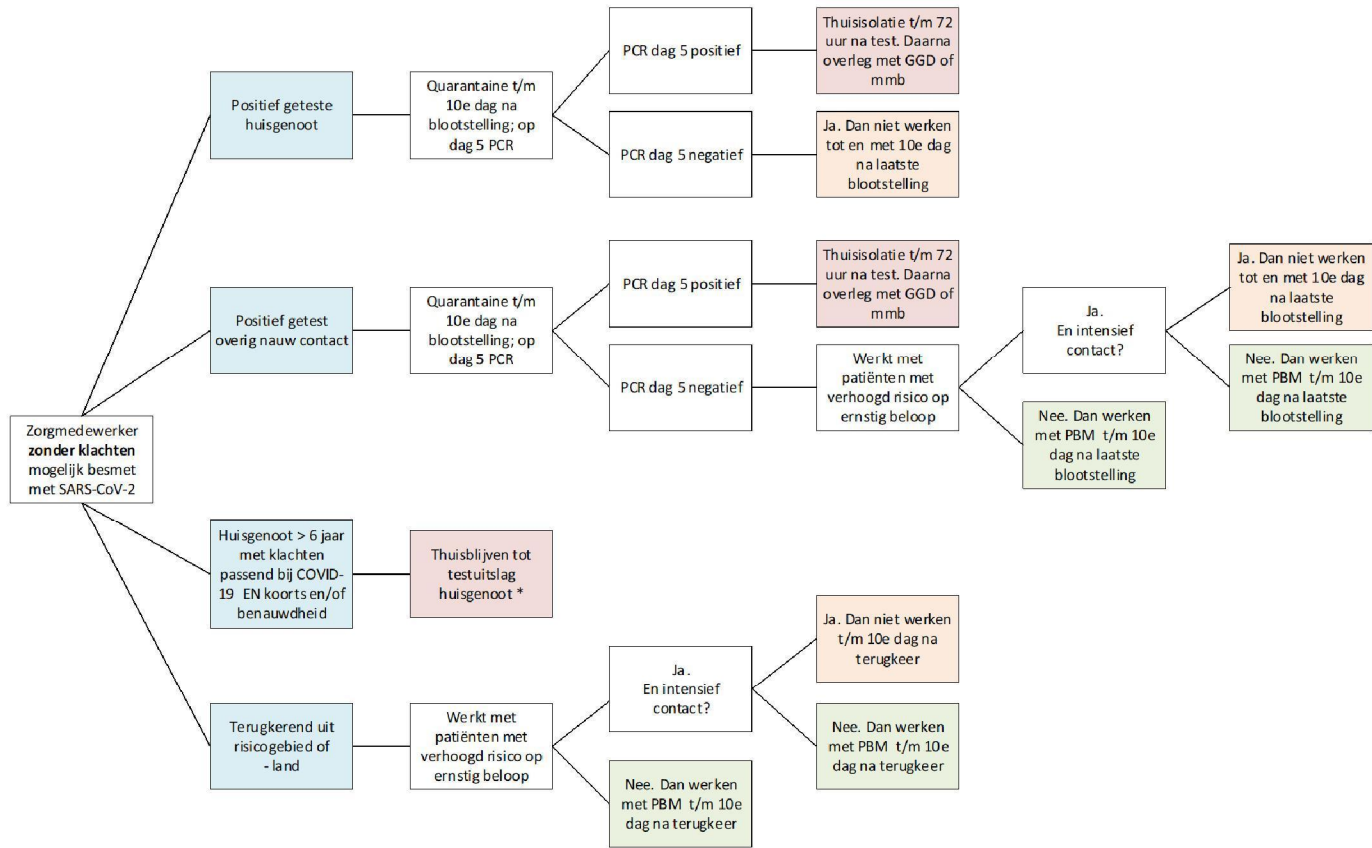 Zorgmedewerker
zonder klachten
mogelijk besmet
met SARS-CoV-2
Positief geteste
huisgenoot
Quarantaine t/m
10e dag na
blootstelling; op
dag 5 PCR
PCR dag 5 positief
Thuisisolatie t/m 72
uur na test. Daarna
overleg met GGD of
mmb
PCR dag 5 negatief
Ja. Dan niet werken
tot en met 10e dag
na laatste
blootstelling
Positief getest
overig nauw contact
Quarantaine t/m
10e dag na
blootstelling; op
dag 5 PCR
PCR dag 5 positief
Thuisisolatie t/m 72
uur na test. Daarna
overleg met GGD of
mmb
PCR dag 5 negatief
Werkt met
patiënten met
verhoogd risico op
ernstig beloop
Ja.
En intensief
contact?
Ja. Dan niet werken
tot en met 10e dag
na laatste
blootstelling
Nee. Dan werken
met PBM t/m 10e
dag na laatste
blootstelling
Nee. Dan werken
met PBM t/m 10e
dag na laatste
blootstelling
Huisgenoot > 6 jaar
met klachten
passend bij COVID-
19 EN koorts en/of
benauwdheid
Thuisblijven tot
testuitslag
huisgenoot *
Terugkerend uit
risicogebied of
- land
Werkt met
patiënten met
verhoogd risico op
ernstig beloop
Ja.
En intensief
contact?
Ja. Dan niet werken
t/m 10e dag na
terugkeer
Nee. Dan werken
met PBM t/m 10e
dag na terugkeer
Nee. Dan werken
met PBM t/m 10e
dag na terugkeer